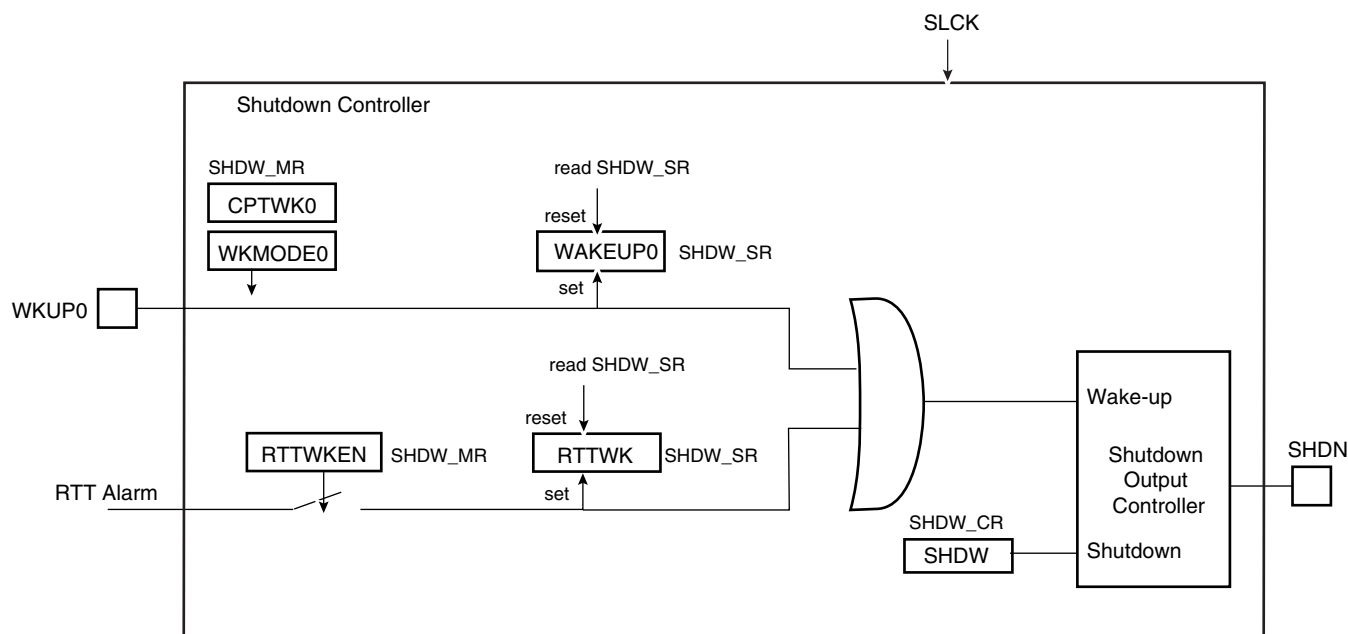 SLCK
Shutdown Controller
SHDW_MR
CPTWK0
WKMODE0
read SHDW_SR
reset
WAKEUP0 SHDW_SR
set
WKUP0
read SHDW_SR
reset
RTTWKEN SHDW_MR
RTTWK SHDW_SR
set
RTT Alarm
Wake-up
Shutdown
Output
Controller
SHDN
SHDW_CR
SHDW
Shutdown